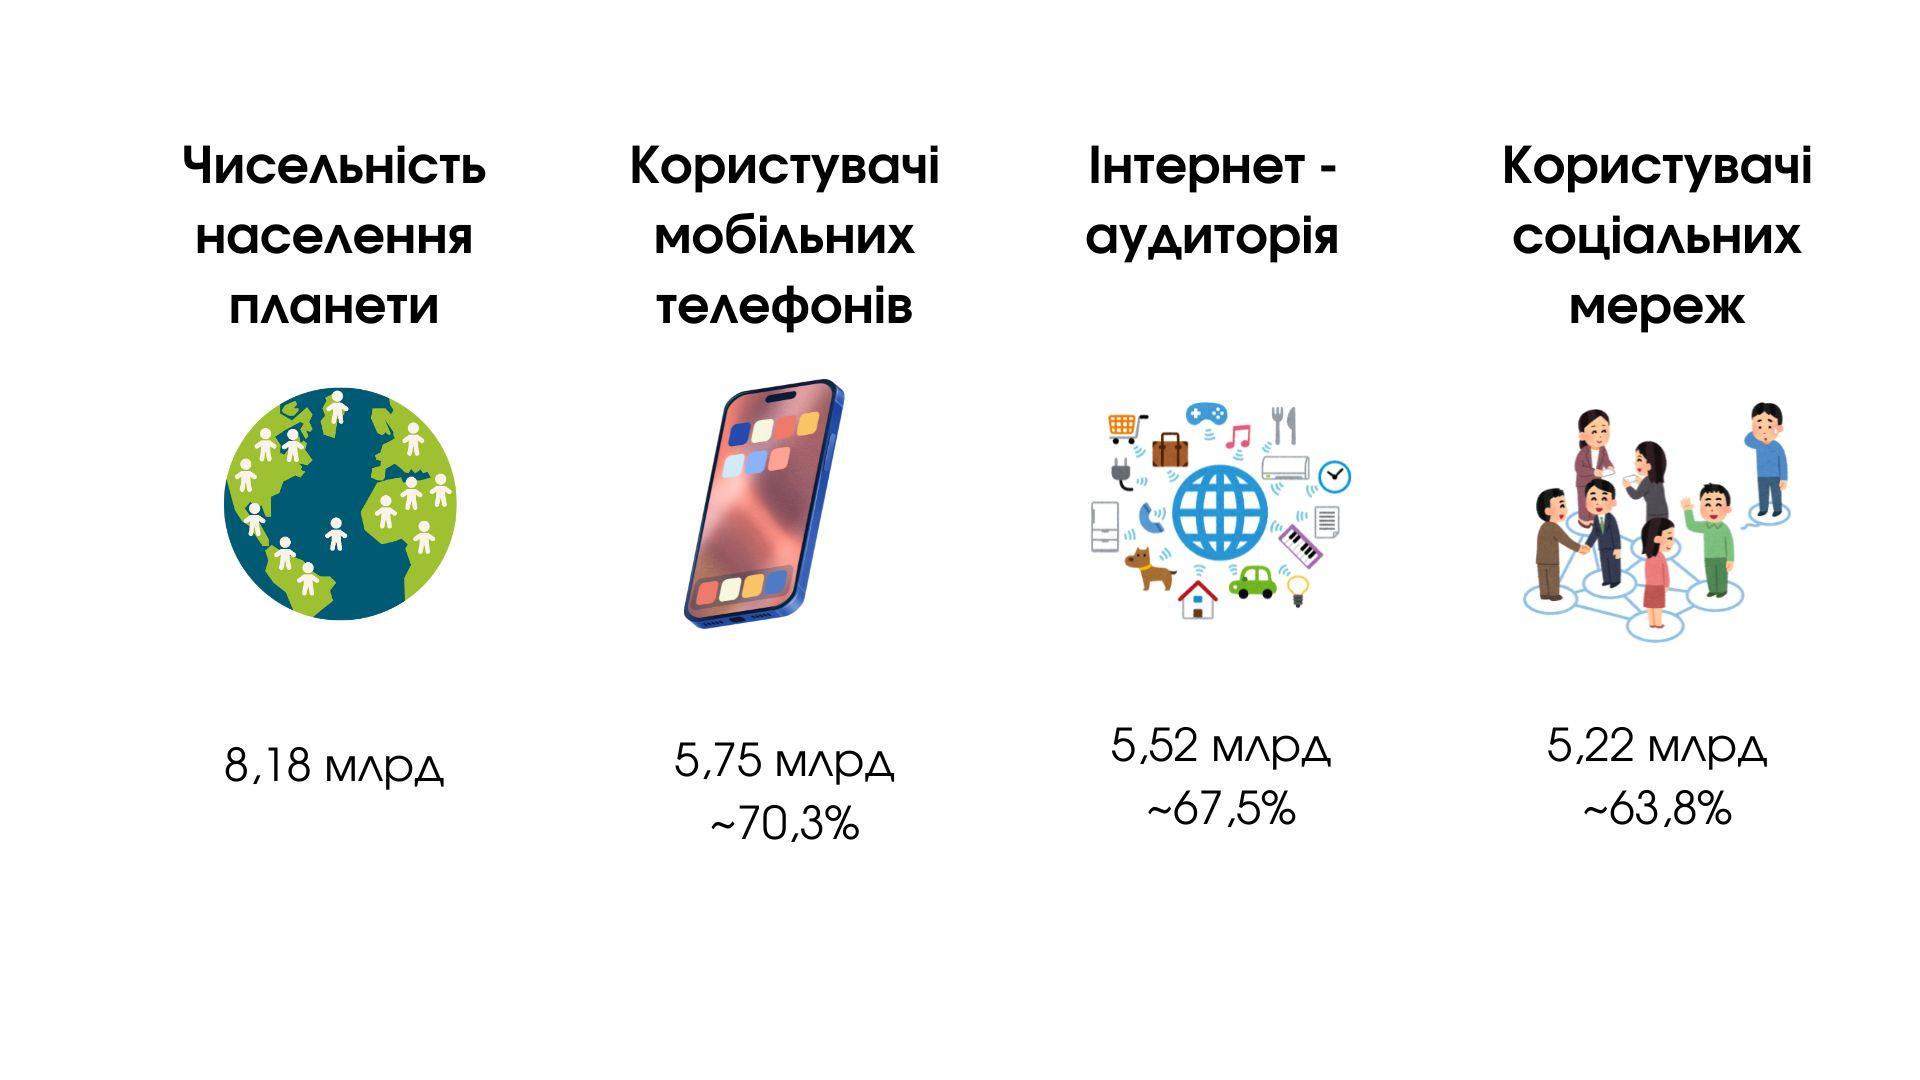 Чисельність
населення
планети
8,18 млрд
Користувачі
мобільних
телефонів
5,75 млрд
~70,3%
Інтернет -
аудиторія
5,52 млрд
~67,5%
Користувачі
соціальних
мереж
5,22 млрд
~63,8%